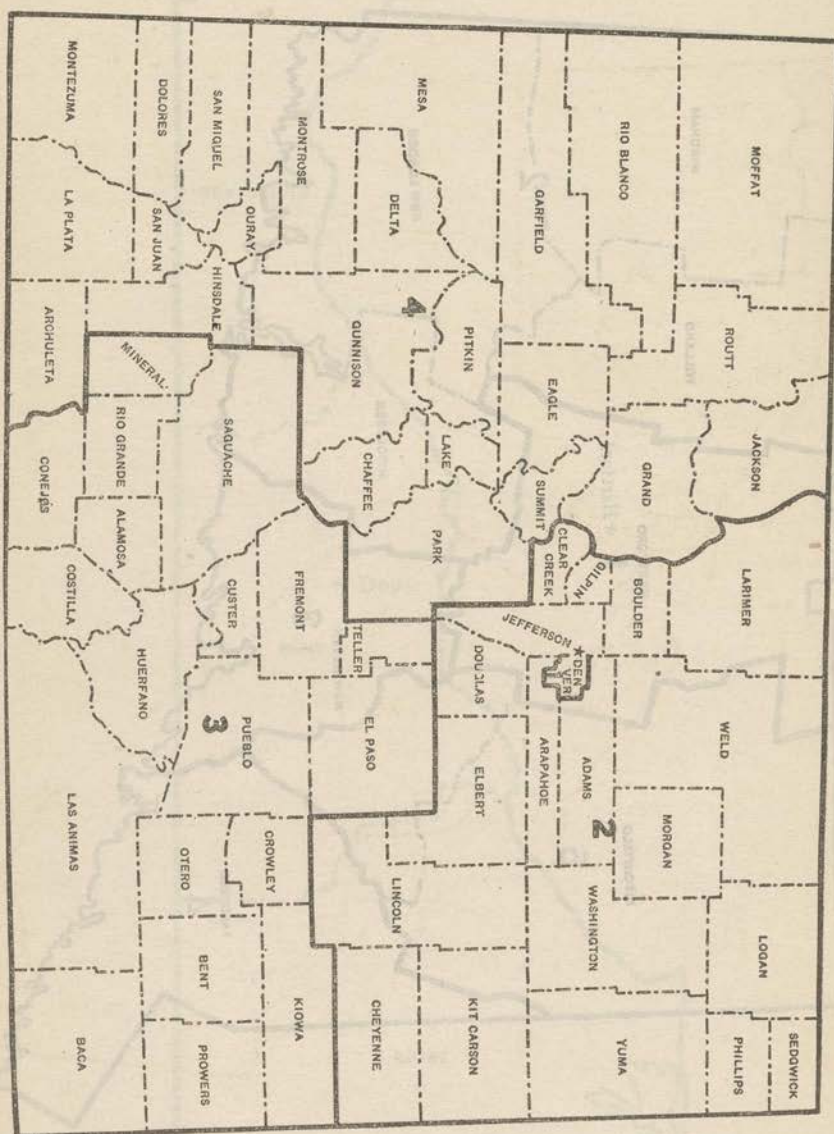 MOFFAT
ROUTT
JACKSON
LARIMER
WELD
LOGAN
SEDGWICK
PHILLIPS
RIO BLANCO
GRAND
BOULDER
MORGAN
GARFIELD
EAGLE
SUMMIT
CLEAR
CREEK
GILPIN
JEFFERSON
DEN
VER
ADAMS
2
ARAPAHOE
WASHINGTON
YUMA
MESA
DELTA
PITKIN
4
LAKE
PARK
DOUGLAS
ELBERT
LINCOLN
KIT CARSON
CHEYENNE
MONTROSE
GUNNISON
CHAFFEE
FREMONT
TELLER
EL PASO
KIOWA
SAN MIQUEL
OURAY
DOLORES
SAN JUAN
HINSDALE
SAGUACHE
CUSTER
PUEBLO
3
CROWLEY
OTERO
BENT
PROWERS
MONTEZUMA
LA PLATA
ARCHULETA
MINERAL
RIO GRANDE
ALAMOSA
CONEJOS
COSTILLA
HUERFANO
LAS ANIMAS
BACA